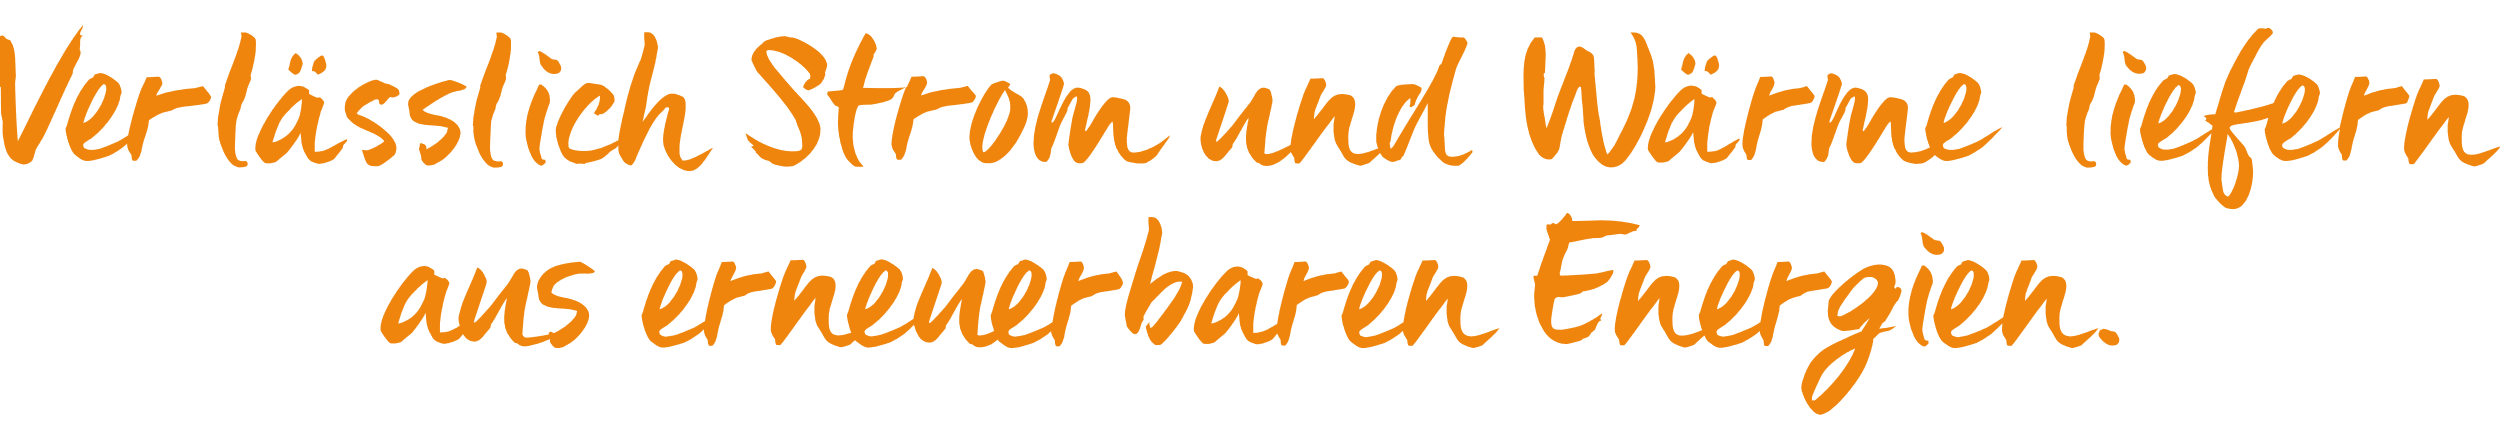 Verlässlich Strom und Wärme liefern
aus erneuerbaren Energien.